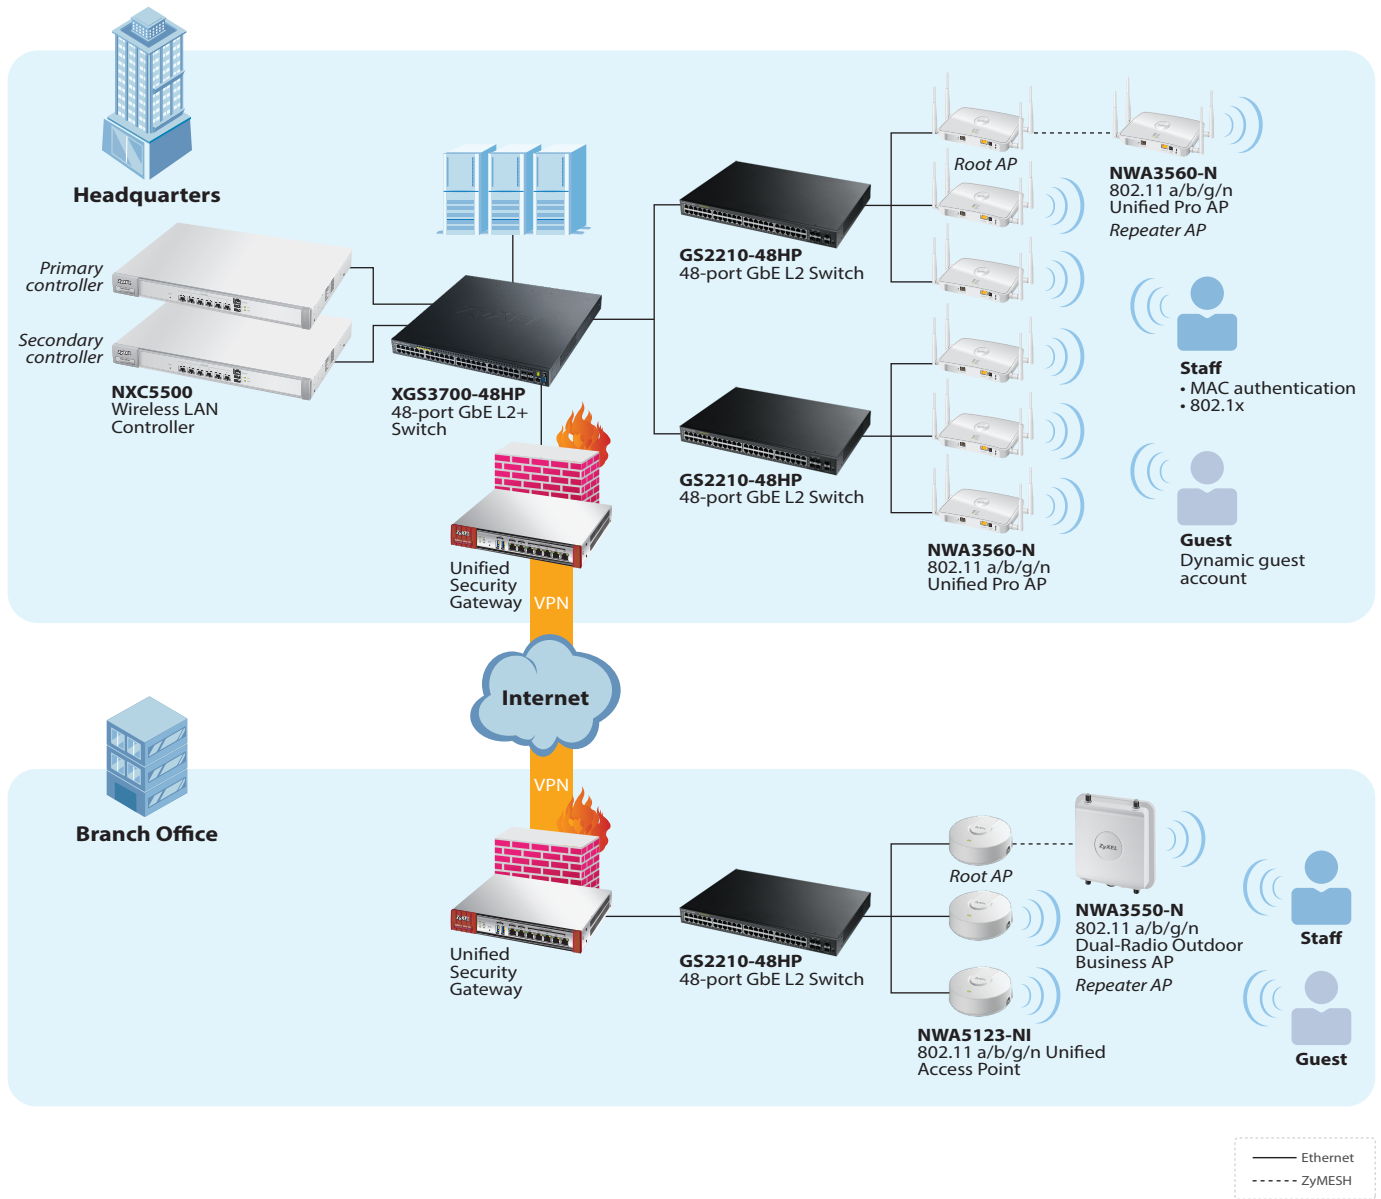 Headquarters
Primary
controller
Secondary
controller
NXC5500
Wireless LAN
Controller
XGS3700-48HP
48-port GbE L2+
Switch
GS2210-48HP
48-port GbE L2 Switch
GS2210-48HP
48-port GbE L2 Switch
Root AP
NWA3560-N
802.11 a/b/g/n
Unified Pro AP
Repeater AP
NWA3560-N
802.11 a/b/g/n
Unified Pro AP
Staff
• MAC authentication
• 802.1x
Guest
Dynamic guest
account
ZyXEL
Unified
Security
Gateway
VPN
Internet
VPN
Branch Office
ZyXEL
Unified
Security
Gateway
GS2210-48HP
48-port GbE L2 Switch
Root AP
ZyXEL
NWA3550-N
802.11 a/b/g/n
Dual-Radio Outdoor
Business AP
Repeater AP
NWA5123-NI
802.11 a/b/g/n Unified
Access Point
Staff
Guest
Ethernet
ZyMESH